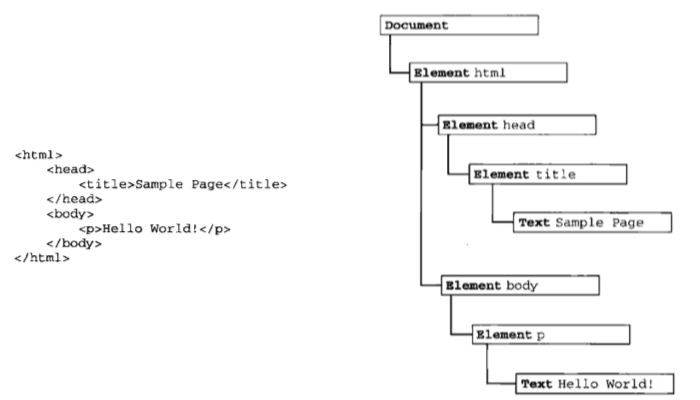 <html>
<head>
<title>Sample Page</title>
</head>
<body>
<p>Hello World!</p>
</body>
</html>
Document
Element html
Element head
Element title
Text Sample Page
Element body
Element p
Text Hello World!